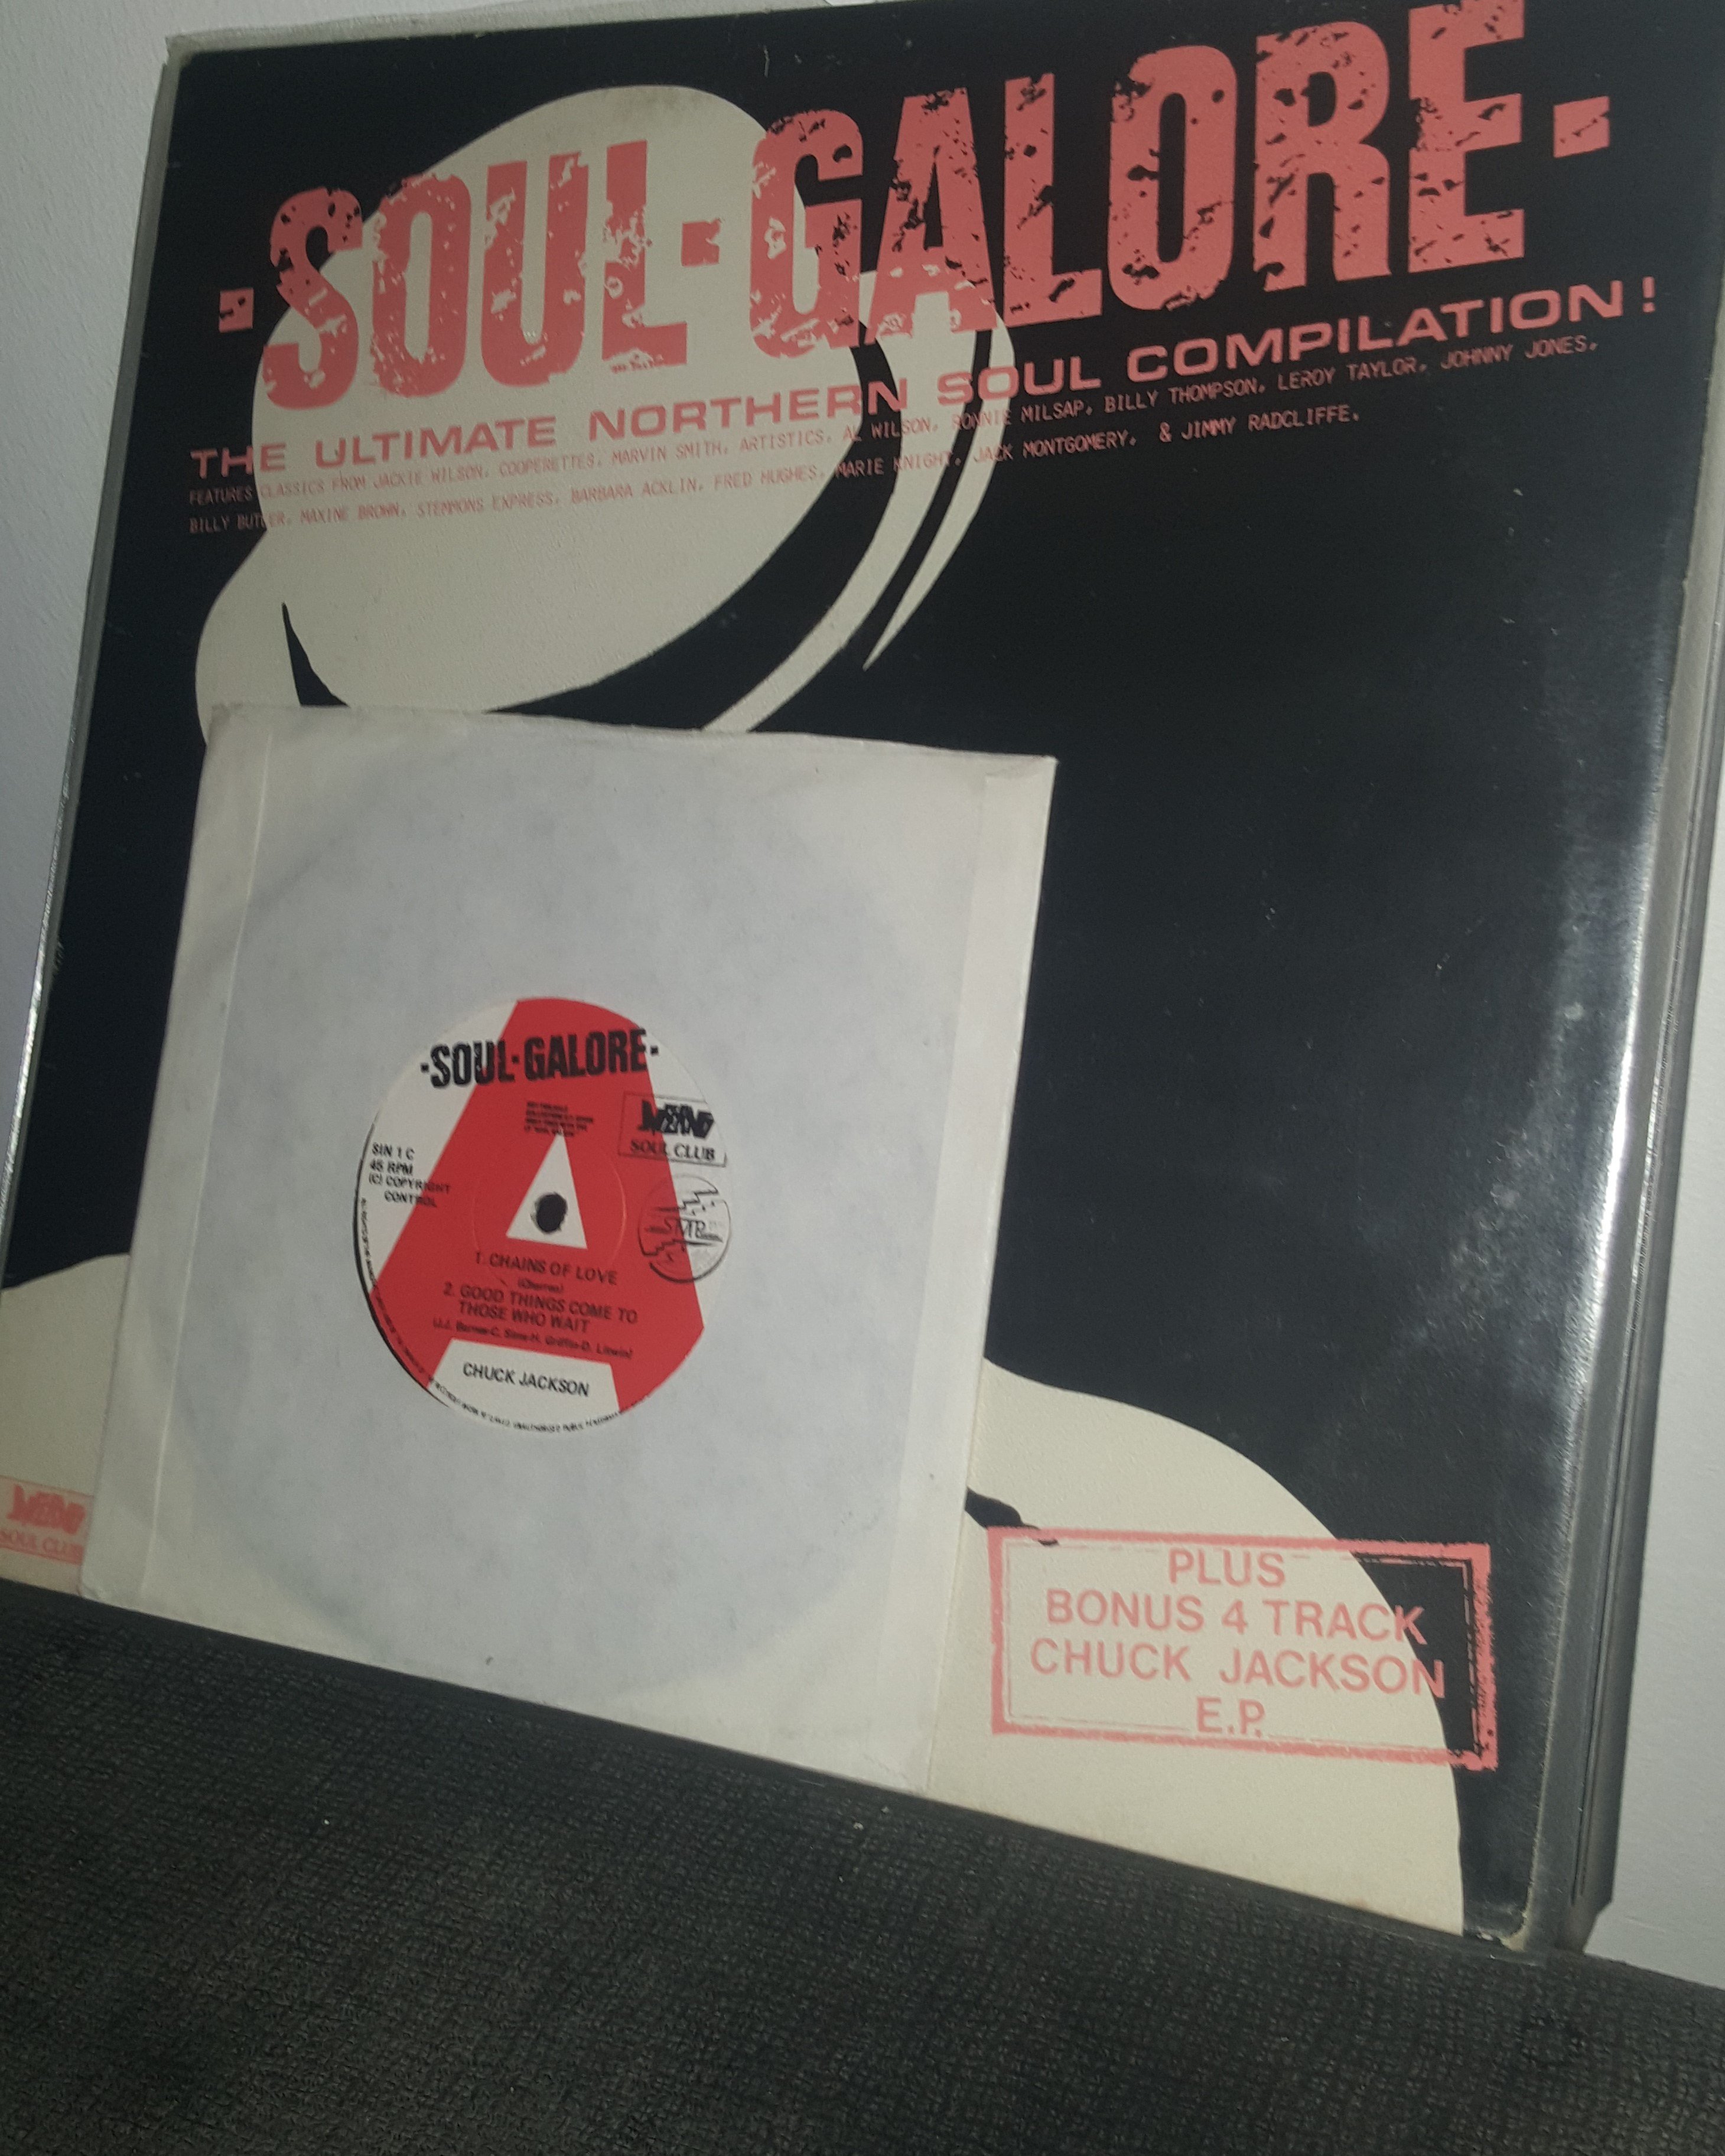 ·SOUL·GALORE·
THE ULTIMATE NORTHERN SOUL COMPILATION!
FEATURES CLASSICS FROM JACKIE WILSON, COOPERETTES, MARVIN SMITH, ARTISTICS, AL WILSON, RONNIE MILSAP, BILLY THOMPSON, LEROY TAYLOR, JOHNNY JONES,
BILLY BUTLER, MAXINE BROWN, STEMMONS EXPRESS, BARBARA ACKLIN, FRED HUGHES, MARIE KNIGHT, JACK MONTGOMERY, & JIMMY RADCLIFFE.
·SOUL·GALORE·
SOUL CLUB
SIN 1 C
45 RPM
(C) COPYRIGHT
CONTROL
SMR
A
1. CHAINS OF LOVE
2. GOOD THINGS COME TO
THOSE WHO WAIT
CHUCK JACKSON
SOUL CLUB
PLUS
BONUS 4 TRACK
CHUCK JACKSON
E.P.